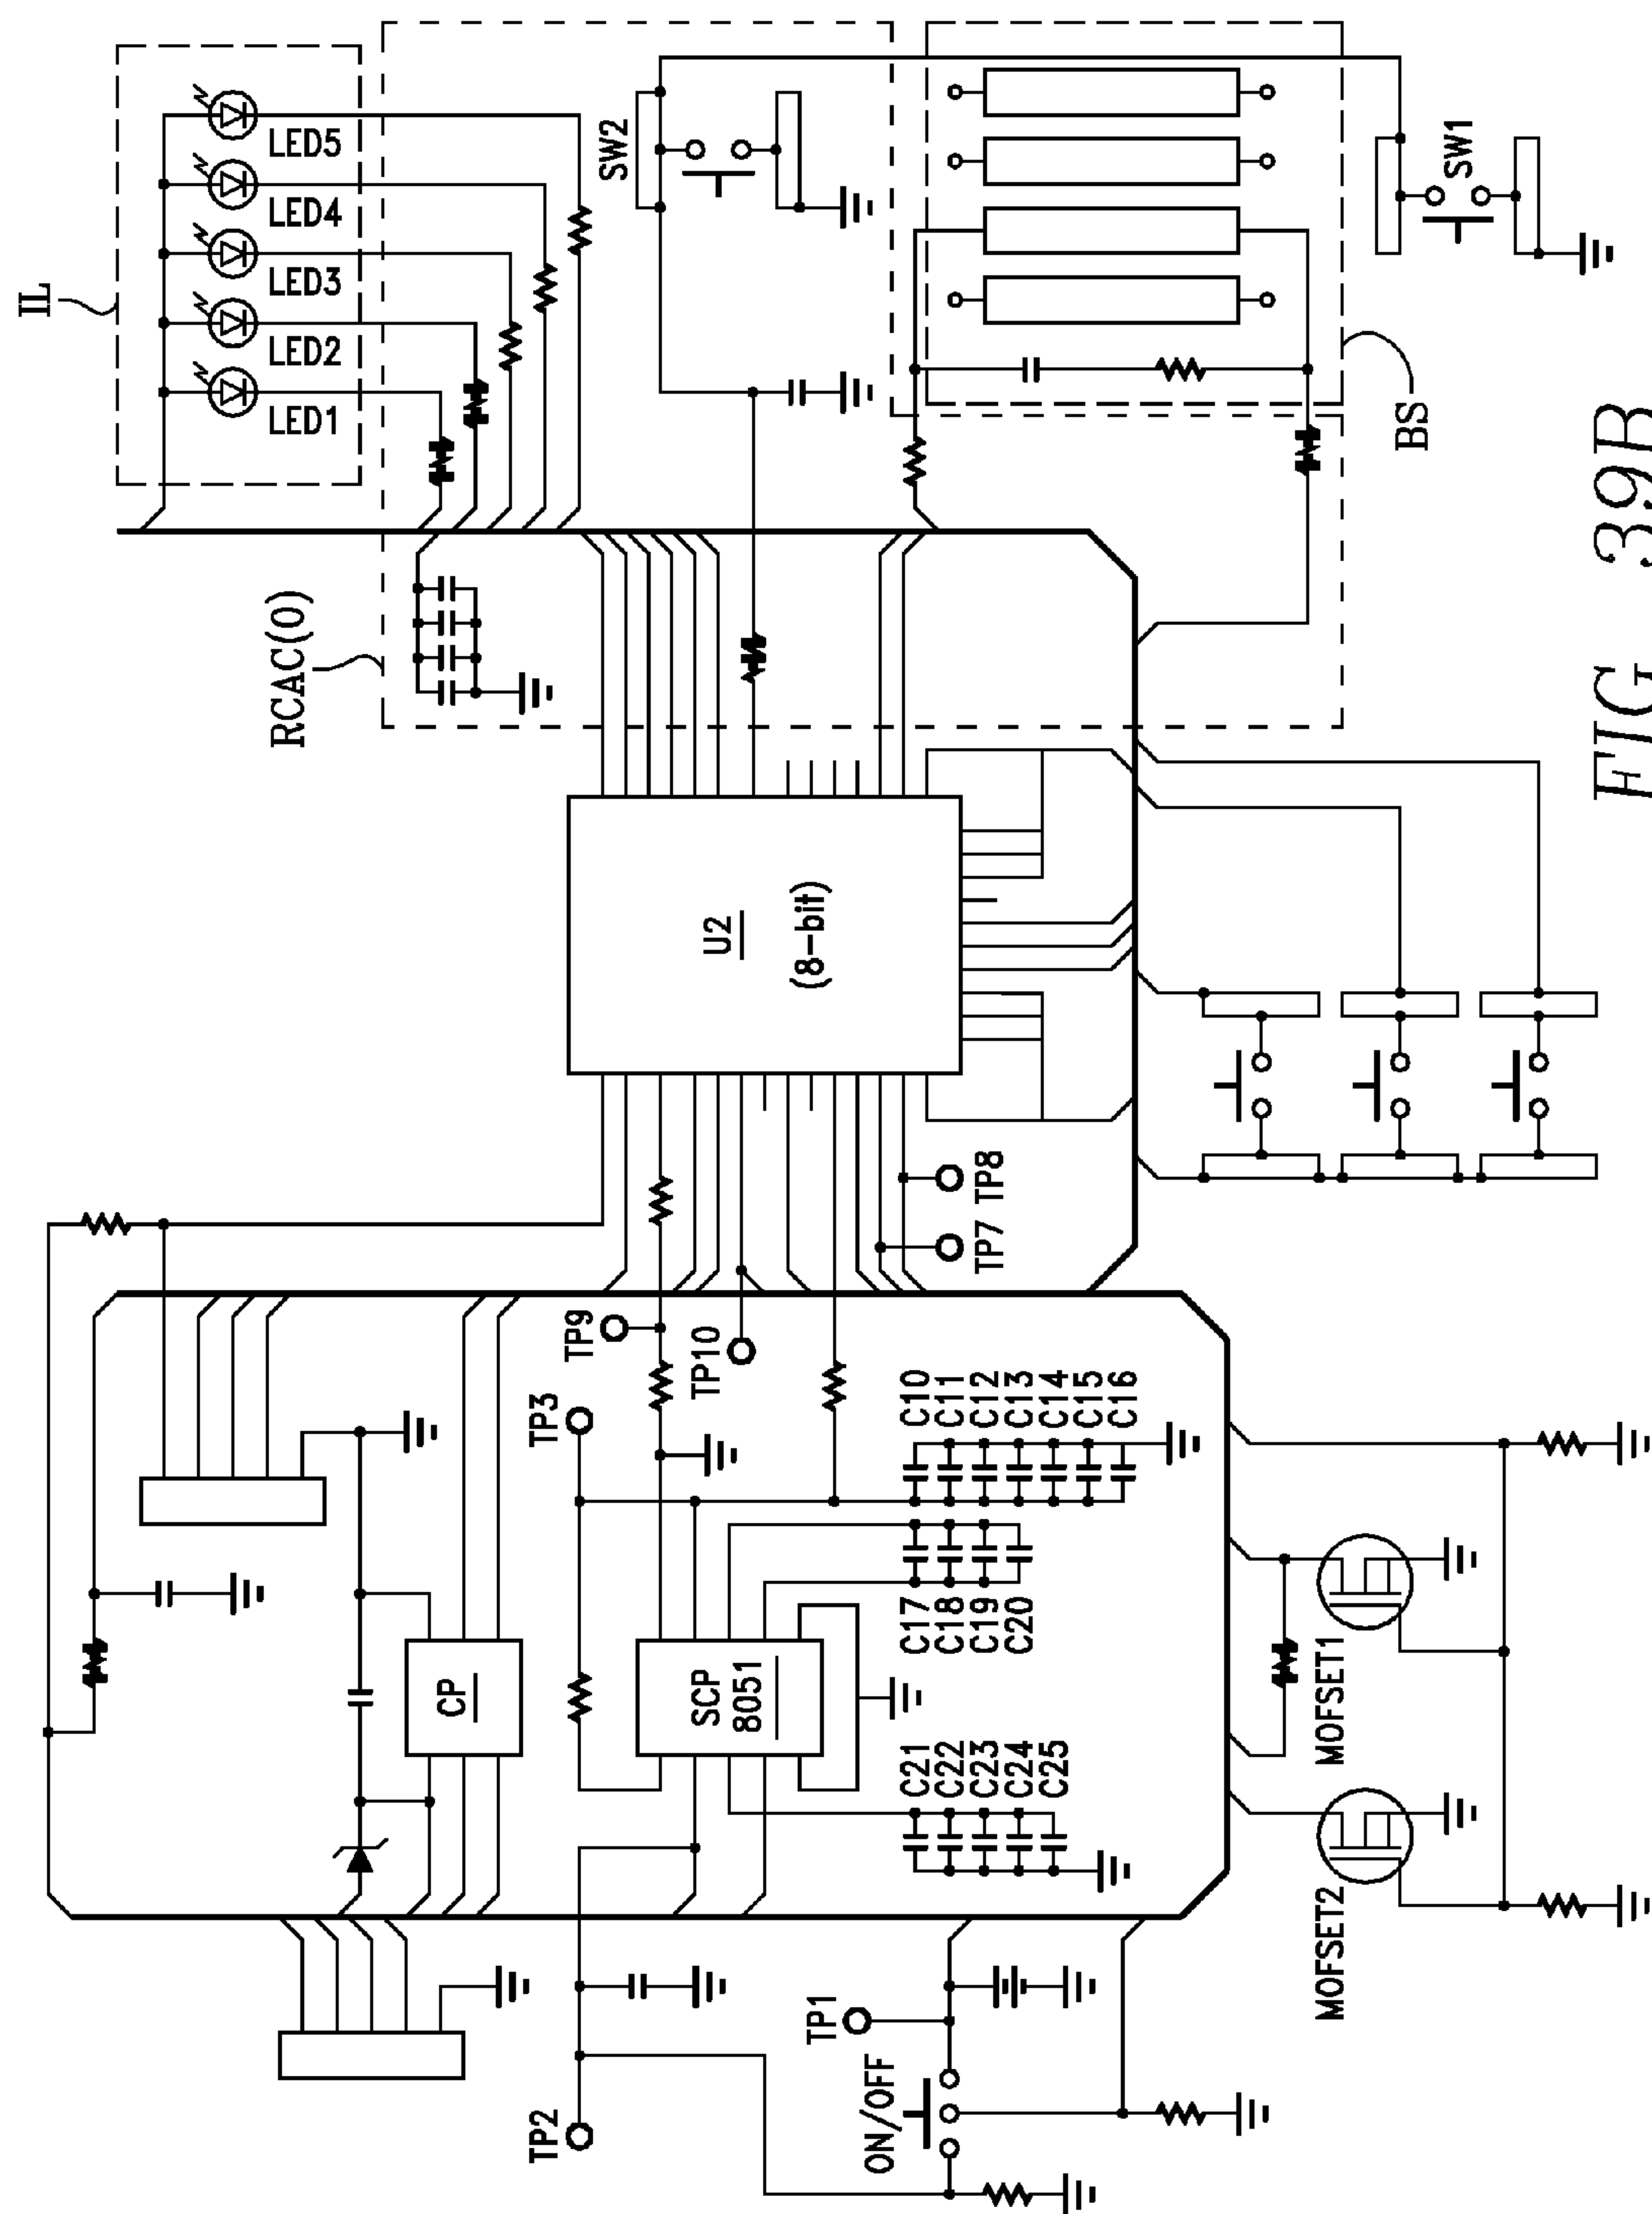 IL
LED5
LED4
LED3
LED2
LED1
SW2
SW1
BS
RCAC(0)
U2
(8-bit)
TP8
TP7
TP9
TP10
TP3
C10
C11
C12
C13
C14
C15
C16
C17
C18
C19
C20
CP
SCP
8051
C21
C22
C23
C24
C25
MOFSET1
MOFSET2
TP1
ON/OFF
TP2
FIG 39B